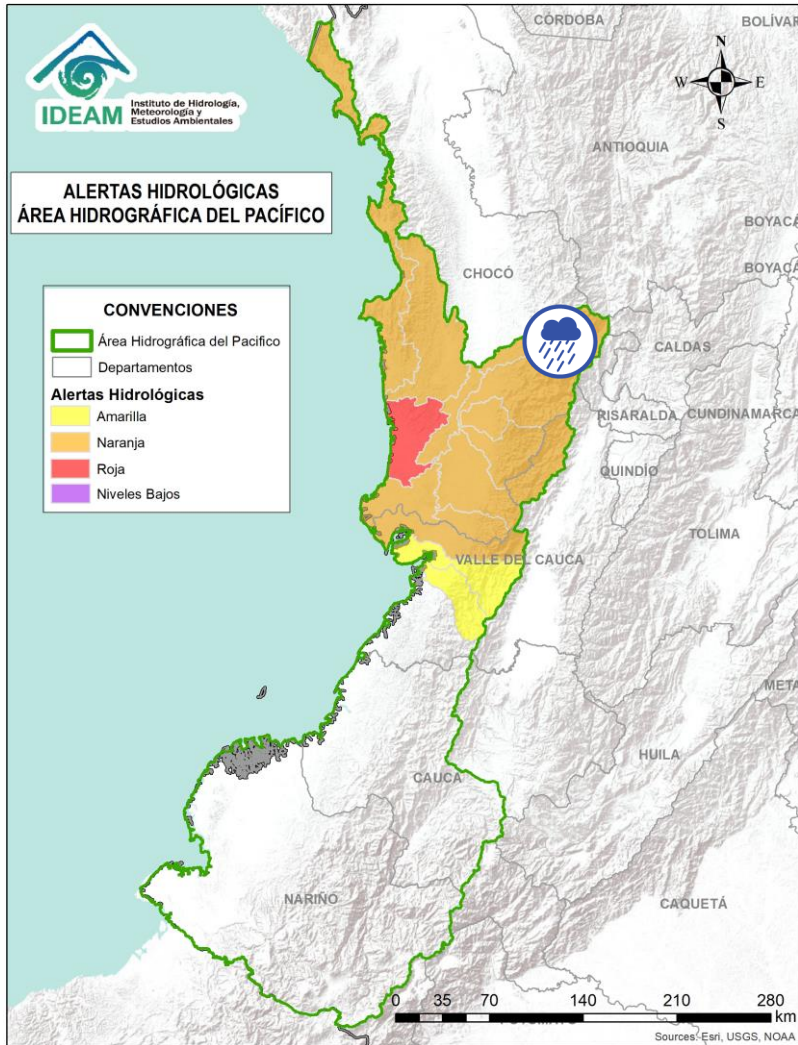 IDEAM
Instituto de Hidrología,
Meteorología y
Estudios Ambientales
ALERTAS HIDROLÓGICAS
ÁREA HIDROGRÁFICA DEL PACÍFICO
CONVENCIONES
Área Hidrográfica del Pacifico
Departamentos
Alertas Hidrológicas
Amarilla
Naranja
Roja
Niveles Bajos
N
W
E
S
CÓRDOBA
BOLÍVAR
ANTIOQUIA
BOYACÁ
CHOCÓ
BOYACÁ
CALDAS
RISARALDA
CUNDINAMARCA
QUINDÍO
TOLIMA
VALLE DEL CAUCA
META
HUILA
CAUCA
NARIÑO
CAQUETÁ
0 35 70 140 210 280
km
Sources: Esri, USGS, NOAA